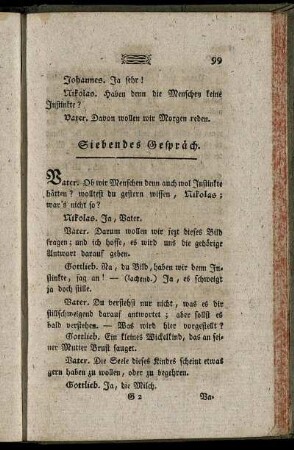 99
Johannes. Ja sehr!
Nikolas. Haben denn die Menschen keine
Instinkte?
Vater. Davon wollen wir Morgen reden.
Siebendes Gespräch.
Vater. Ob wir Menschen denn auch wol Instinkte
hätten? wolltest du gestern wissen, Nikolas;
war's nicht so?
Nikolas. Ja, Vater.
Vater. Darum wollen wir jezt dieses Bild
fragen; und ich hoffe, es wird uns die gehörige
Antwort darauf geben.
Gottlieb. Na, du Bild, haben wir denn In-
stinkte, sag an! — (Lachend.) Ja, es schweigt
ja doch stille.
Vater. Du verstehst nur nicht, was es dir
stillschweigend darauf antwortet; aber sollst es
bald verstehen. — Was wird hier vorgestellt?
Gottlieb. Ein kleines Wickelkind, das an sei-
ner Mutter Brust sauget.
Vater. Die Seele dieses Kindes scheint etwas
gern haben zu wollen, oder zu begehren.
Gottlieb. Ja, die Milch.
G 2 Va-